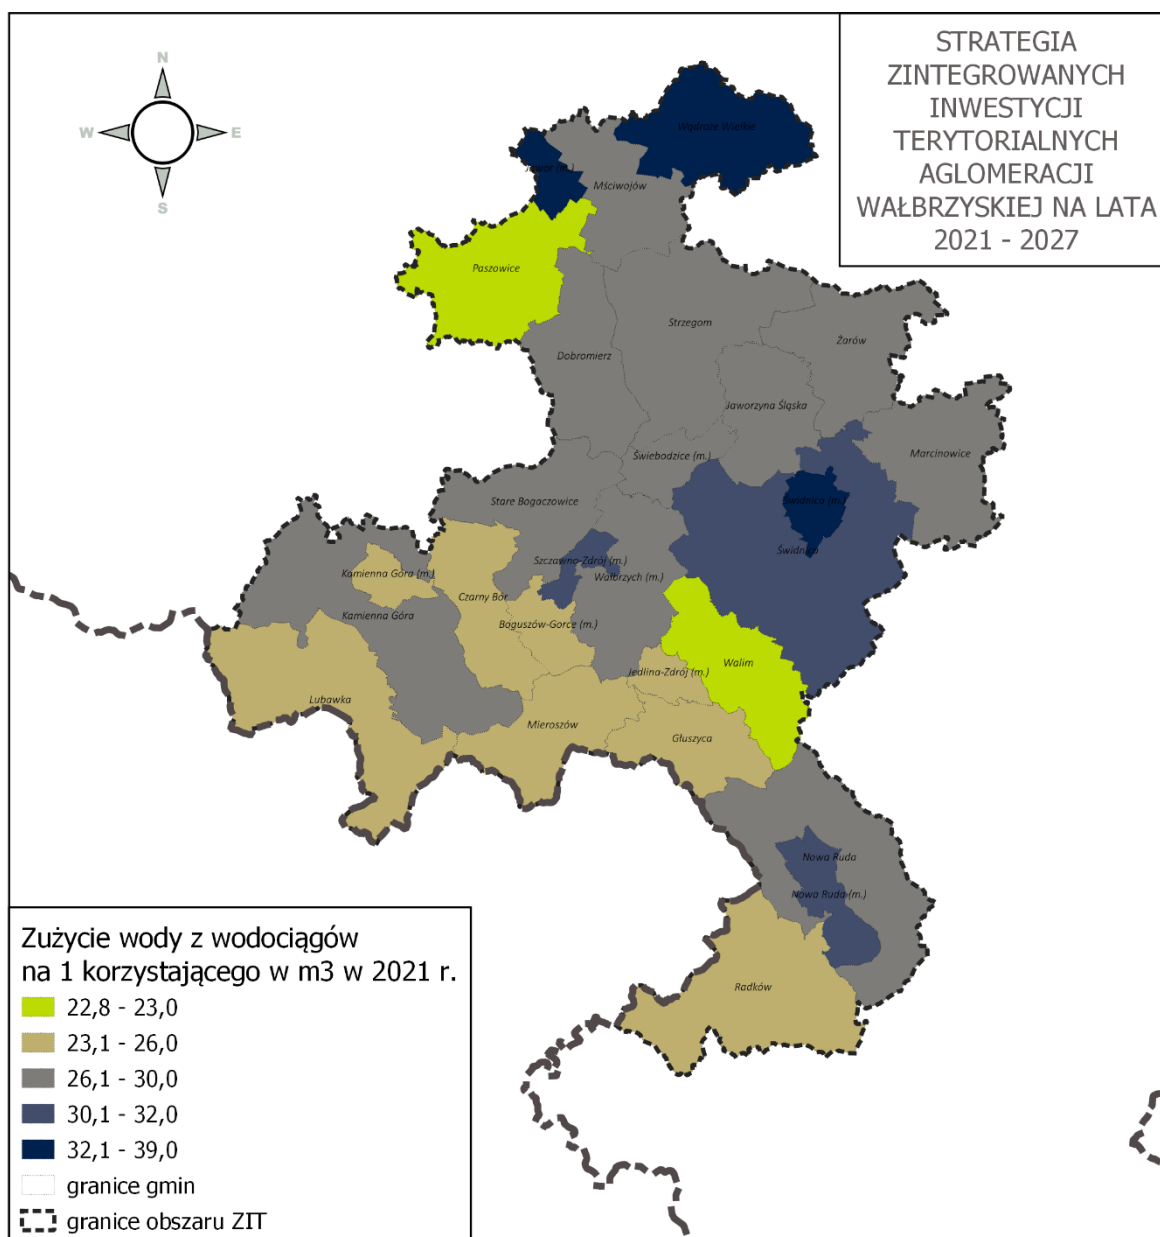 STRATEGIA
ZINTEGROWANYCH
INWESTYCJI
TERYTORIALNYCH
AGLOMERACJI
WAŁBRZYSKIEJ NA LATA
2021 - 2027
N
W
E
S
Wądroże Wielkie
Jawor (m.)
Mściwojów
Paszowice
Strzegom
Żarów
Dobromierz
Jaworzyna Śląska
Świebodzice (m.)
Marcinowice
Stare Bogaczowice
Świdnica (m.)
Świdnica
Szczawno-Zdrój (m.)
Kamienna Góra (m.)
Wałbrzych (m.)
Czarny Bór
Kamienna Góra
Boguszów-Gorce (m.)
Walim
Jedlina-Zdrój (m.)
Lubawka
Mieroszów
Głuszyca
Nowa Ruda
Nowa Ruda (m.)
Radków
Zużycie wody z wodociągów
na 1 korzystającego w m3 w 2021 r.
22,8 - 23,0
23,1 - 26,0
26,1 - 30,0
30,1 - 32,0
32,1 - 39,0
granice gmin
granice obszaru ZIT